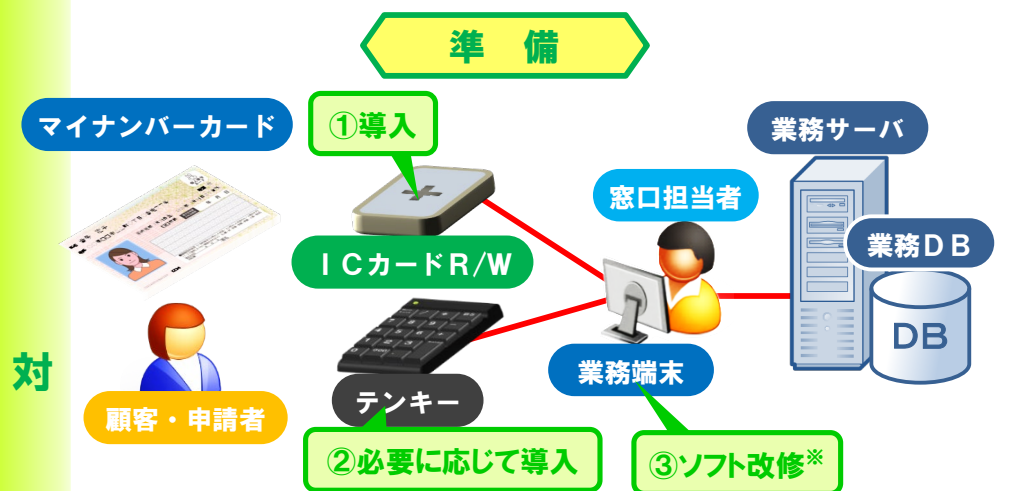 準 備
マイナンバーカード
①導入
業務サーバ
窓口担当者
業務DB
ICカードR/W
DB
対
業務端末
テンキー
顧客・申請者
②必要に応じて導入
③ソフト改修※